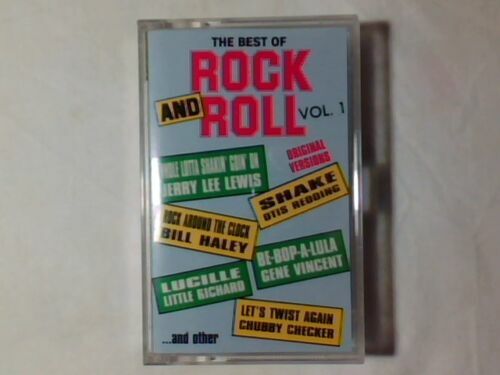 THE BEST OF
ROCK
AND
ROLL
VOL. 1
ORIGINAL
VERSIONS
WHOLE LOTTA SHAKIN' GOIN' ON
JERRY LEE LEWIS
SHAKE
OTIS REDDING
ROCK AROUND THE CLOCK
BILL HALEY
BE-BOP-A-LULA
GENE VINCENT
LUCILLE
LITTLE RICHARD
LET'S TWIST AGAIN
CHUBBY CHECKER
...and other